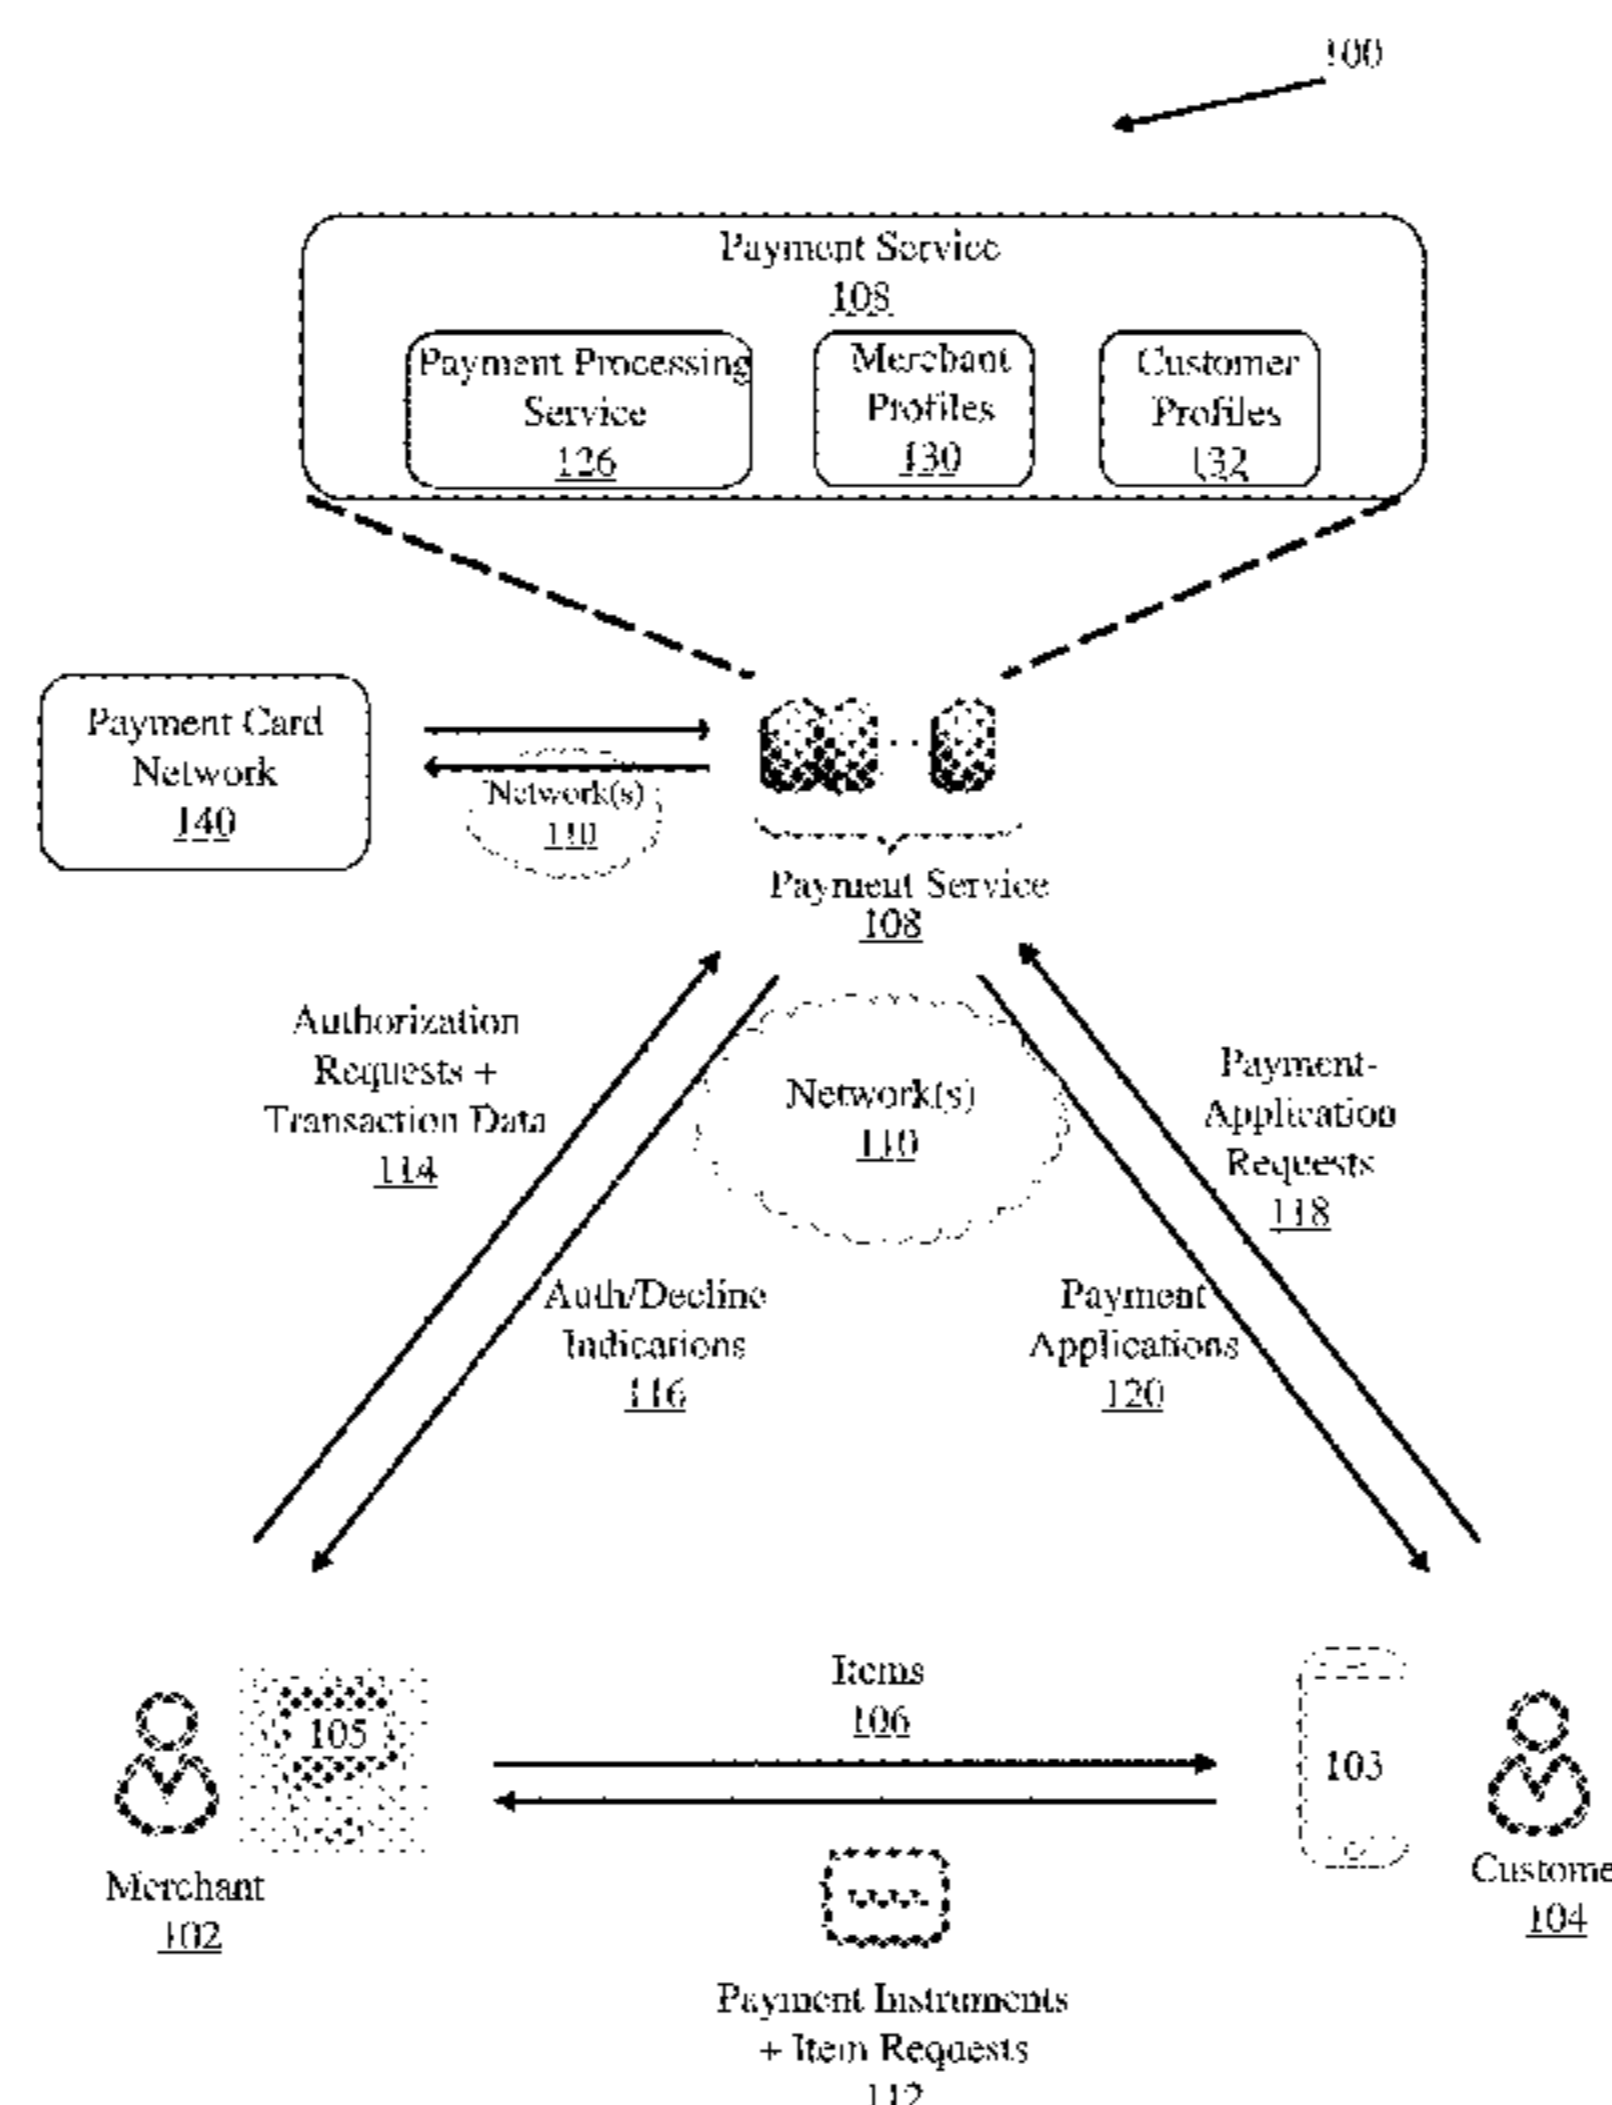 100
Payment Service
108
Payment Processing
Service
126
Merchant
Profiles
130
Customer
Profiles
132
Payment Card
Network
140
Network(s)
110
Payment Service
108
Authorization
Requests +
Transaction Data
114
Network(s)
110
Payment-
Application
Requests
118
Auth/Decline
Indications
116
Payment
Applications
120
Items
106
105
103
Merchant
102
Custome
104
Payment Instruments
+ Item Requests
112